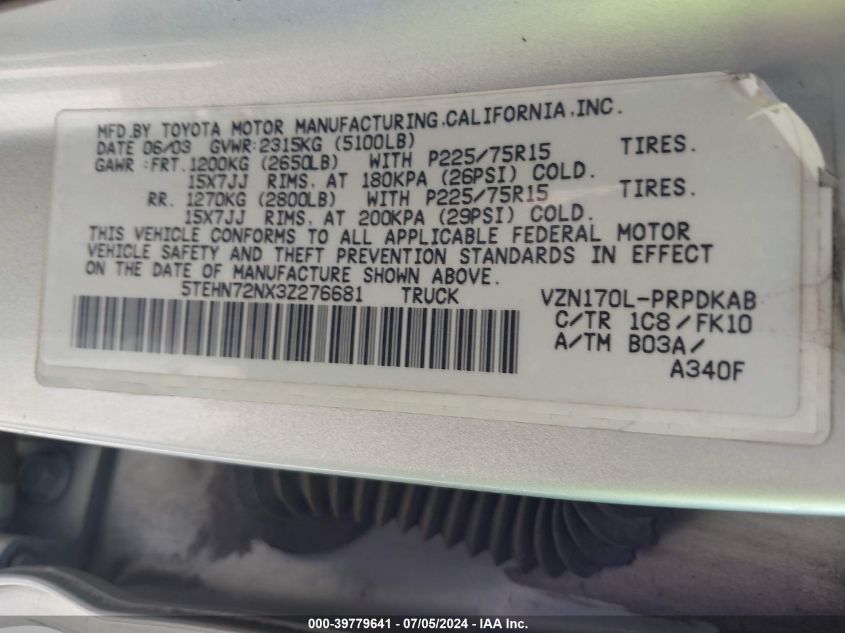 MFD.BY TOYOTA MOTOR MANUFACTURING,CALIFORNIA,INC.
DATE 06/03 GVWR:2315KG (5100LB)
GAWR:FRT. 1200KG (2650LB) WITH P225/75R15 TIRES.
15X7JJ RIMS, AT 180KPA (26PSI) COLD.
RR. 1270KG (2800LB) WITH P225/75R15 TIRES.
15X7JJ RIMS, AT 200KPA (29PSI) COLD.
THIS VEHICLE CONFORMS TO ALL APPLICABLE FEDERAL MOTOR
VEHICLE SAFETY AND THEFT PREVENTION STANDARDS IN EFFECT
ON THE DATE OF MANUFACTURE SHOWN ABOVE.
5TEHN72NX3Z276681 TRUCK VZN170L-PRPDKAB
C/TR 1C8/FK10
A/TM B03A/
A340F
000-39779641 - 07/05/2024 - IAA Inc.